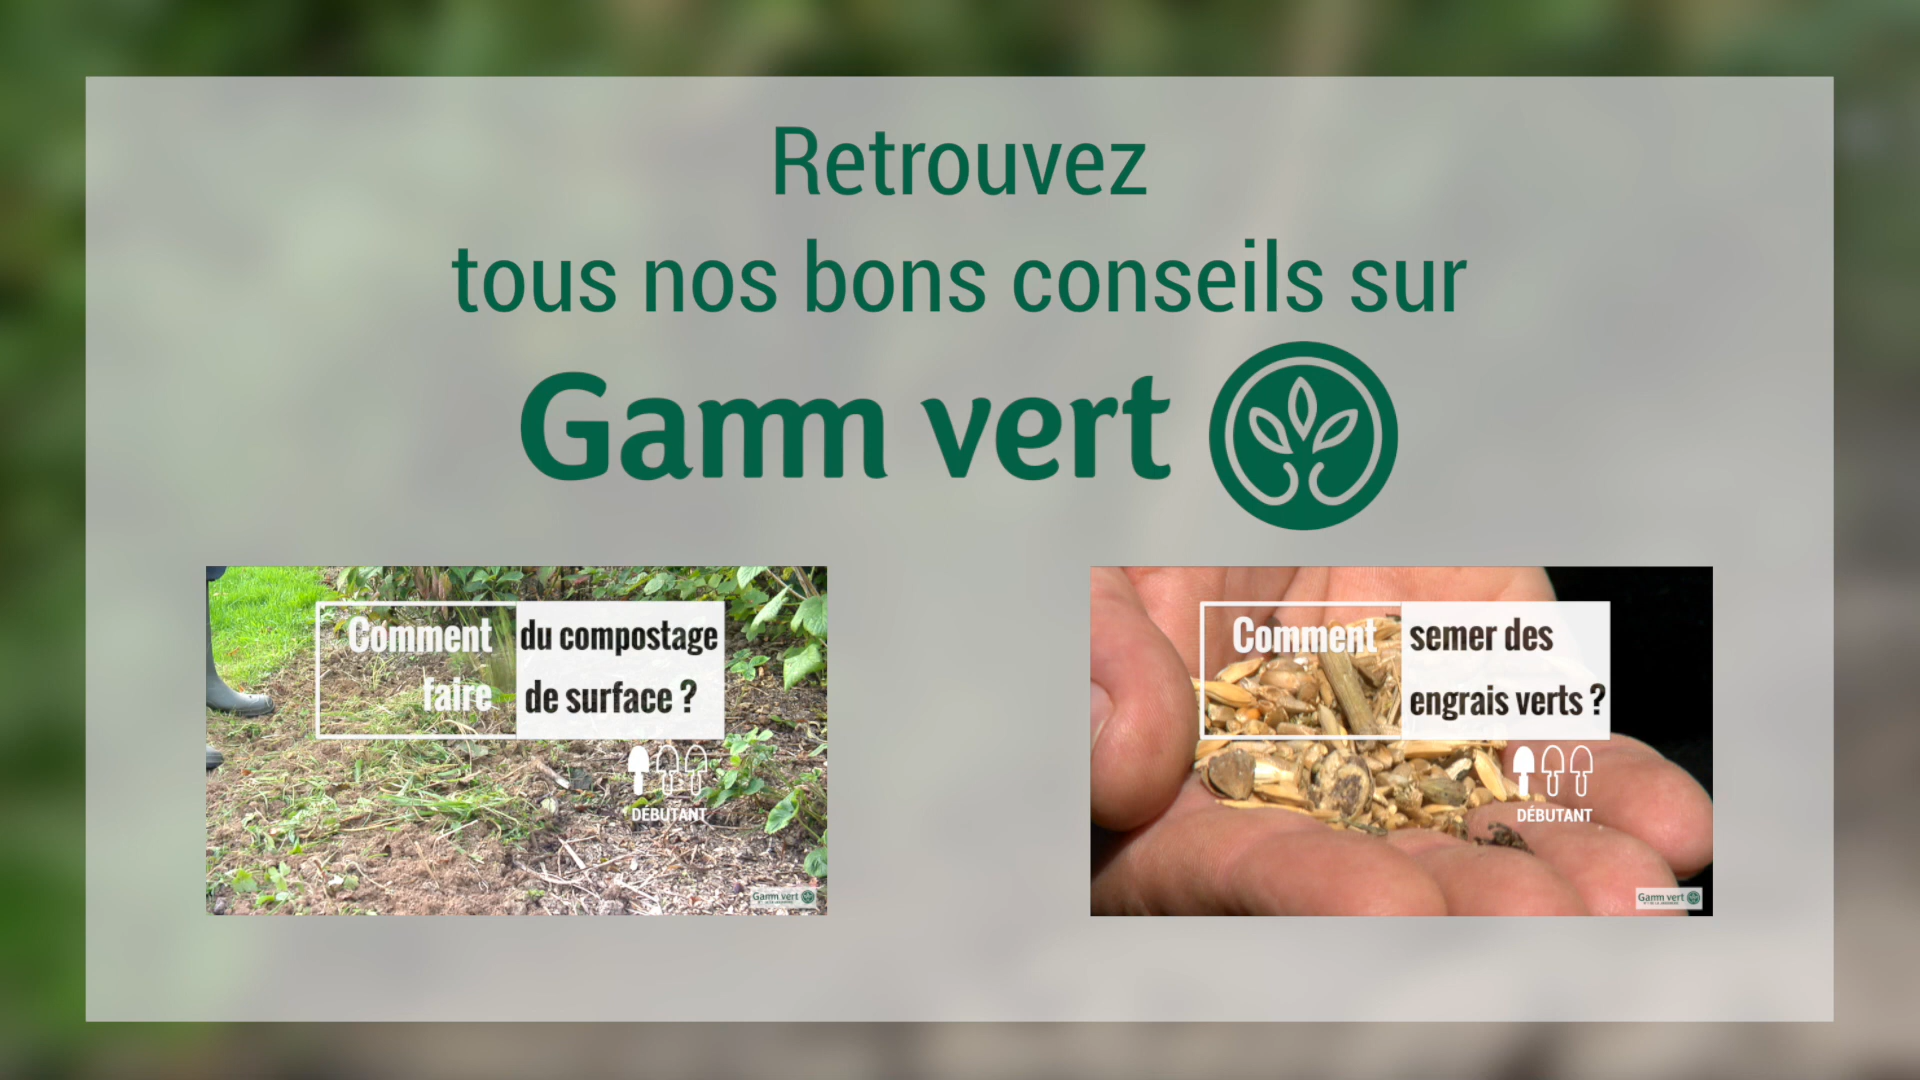 Retrouvez
tous nos bons conseils sur
Gamm vert
Comment
faire
du compostage
de surface ?
DÉBUTANT
Gamm vert
Comment
semer des
engrais verts ?
DÉBUTANT
Gamm vert